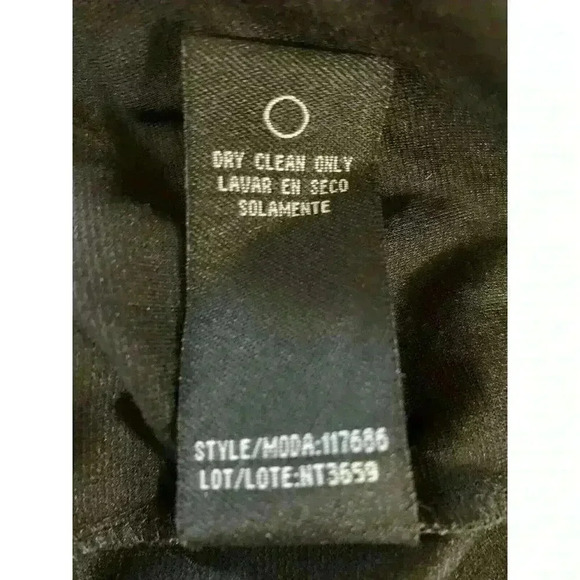 DRY CLEAN ONLY
LAVAR EN SECO
SOLAMENTE
STYLE/MODA:117686
LOT/LOTE:NT3659